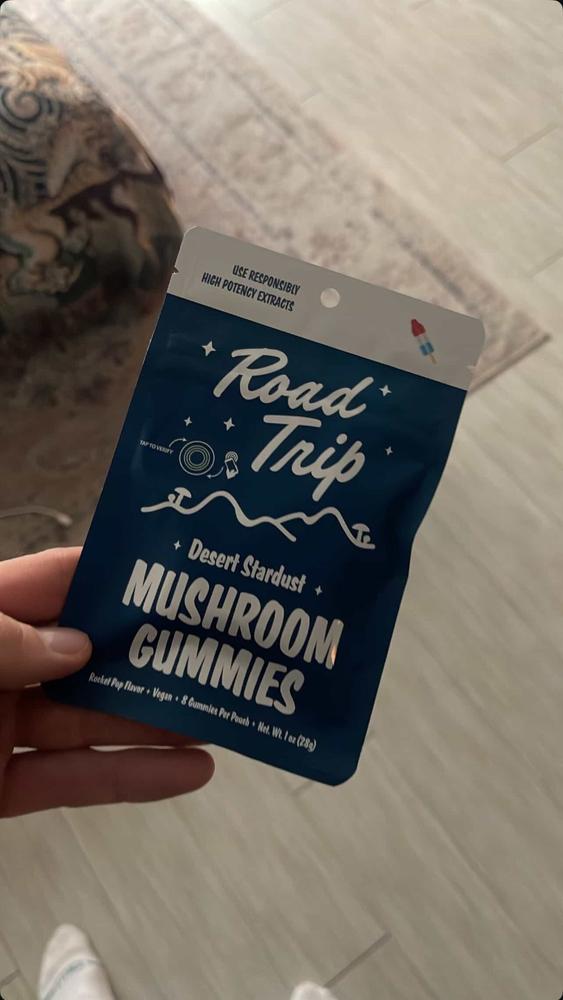 USE RESPONSIBLY
HIGH POTENCY EXTRACTS
Road
Trip
TAP TO VERIFY
Desert Stardust
MUSHROOM
GUMMIES
Rocket Pop Flavor + Vegan + 8 Gummies Per Pouch + Net. Wt. 1 oz (28g)